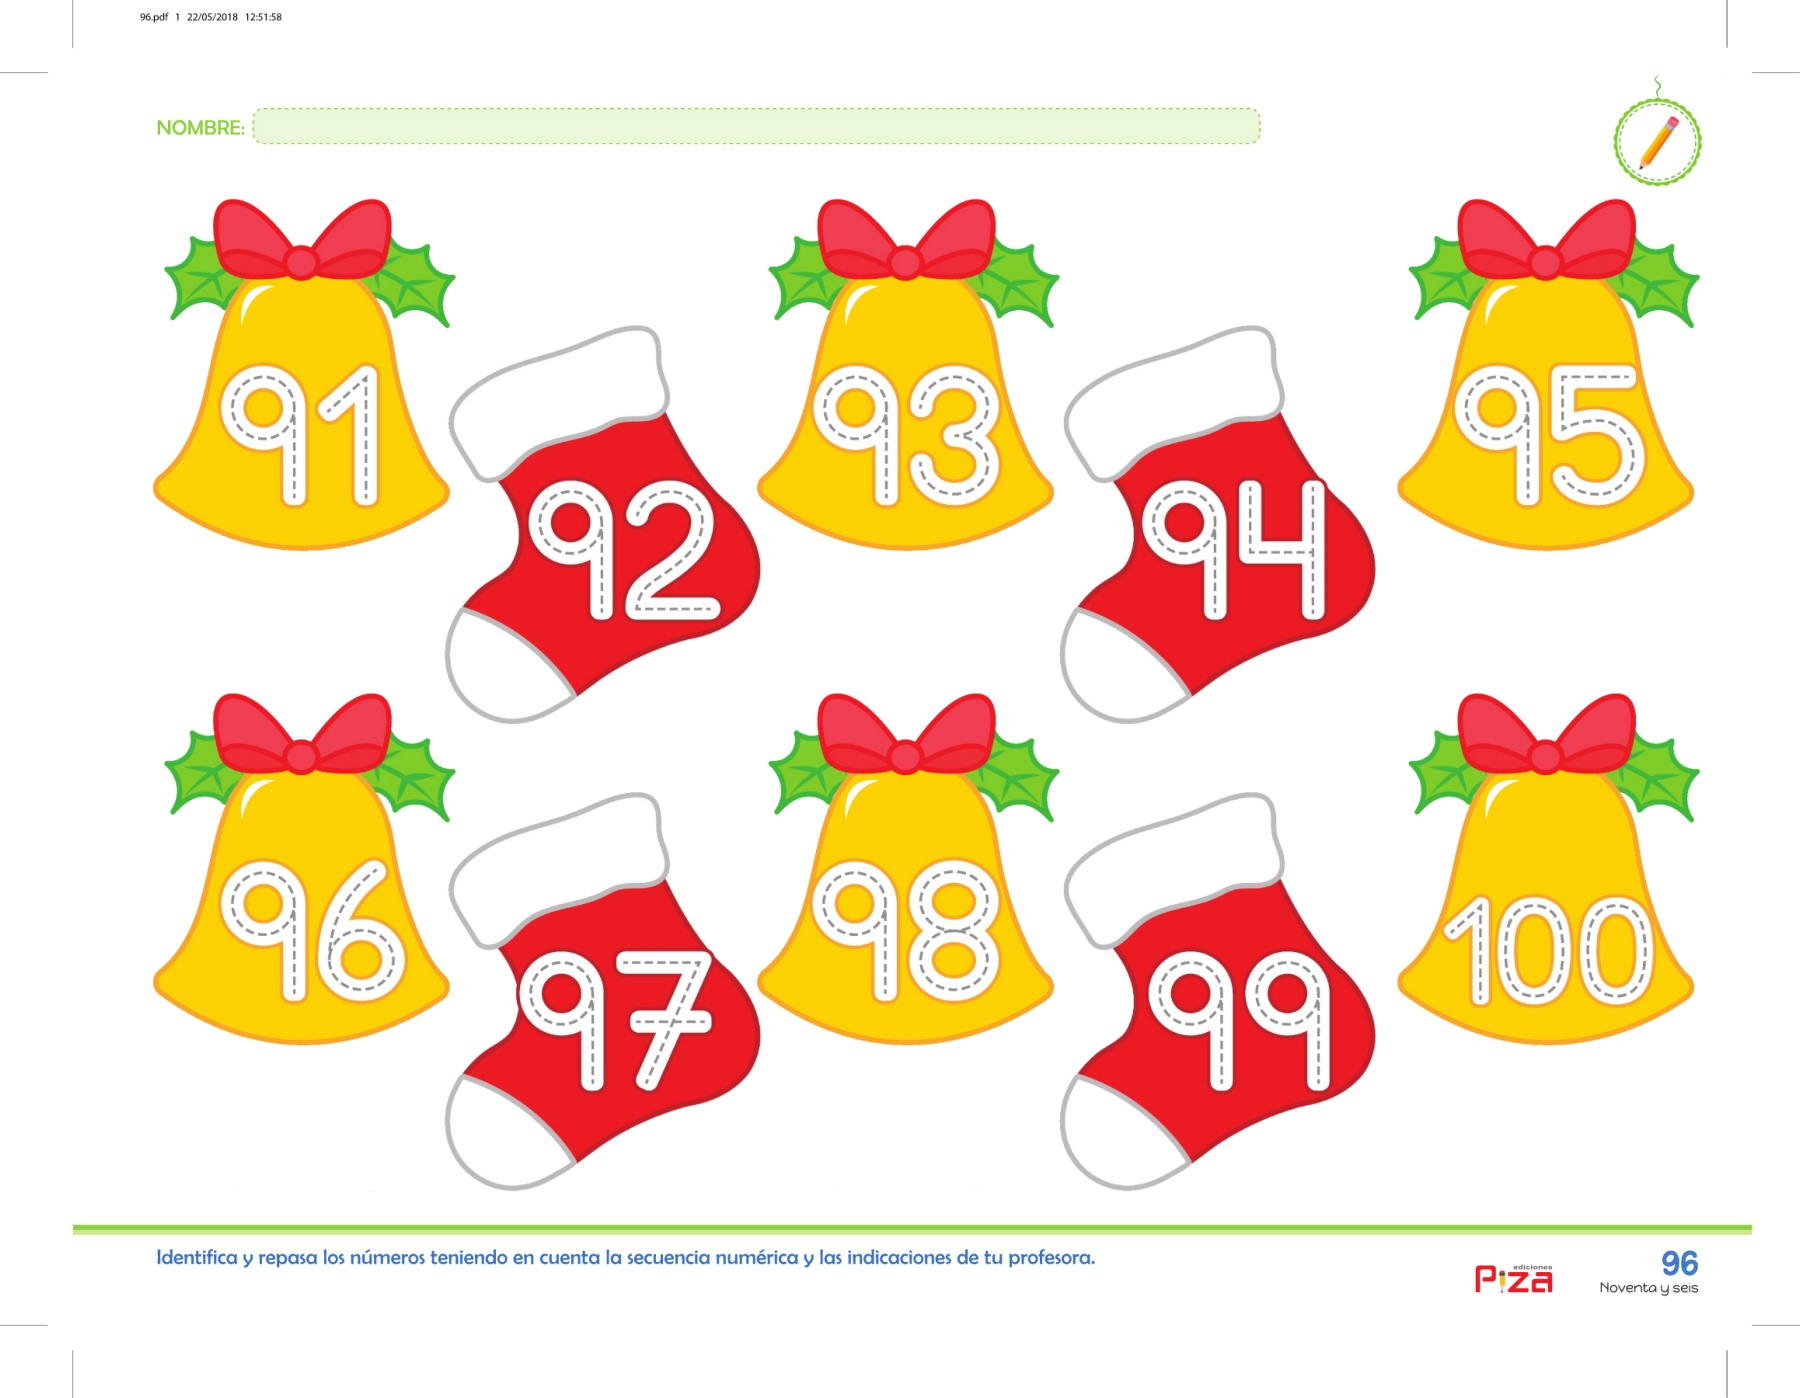 96.pdf 1 22/05/2018 12:51:58
NOMBRE:
91
92
93
94
95
96
97
98
99
100
Identifica y repasa los números teniendo en cuenta la secuencia numérica y las indicaciones de tu profesora.
ediciones
Piza
96
Noventa y seis